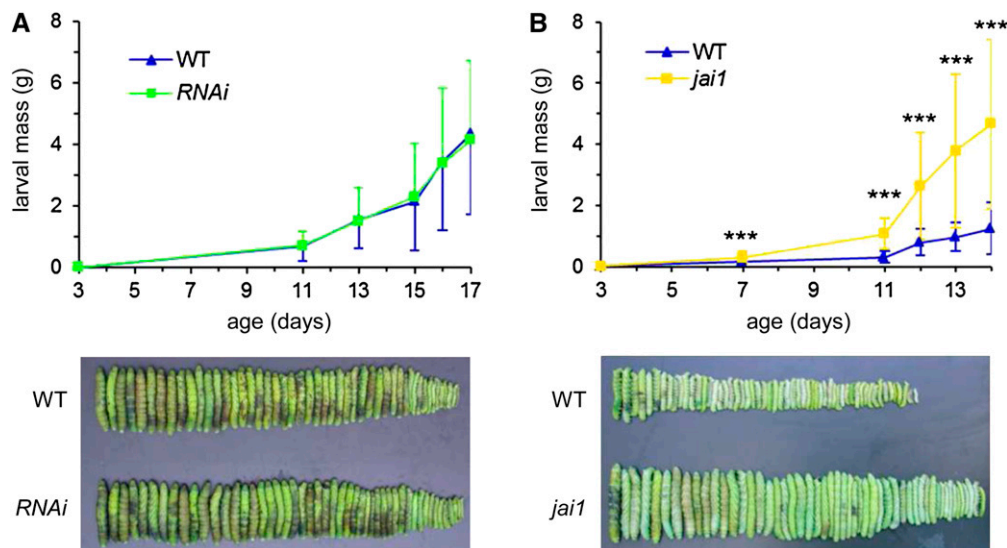 A
8
6
4
2
0
larval mass (g)
WT
RNAi
3 5 7 9 11 13 15 17
age (days)
WT
RNAi
B
8
6
4
2
0
larval mass (g)
WT
jai1
***
***
***
***
***
3 5 7 9 11 13
age (days)
WT
jai1